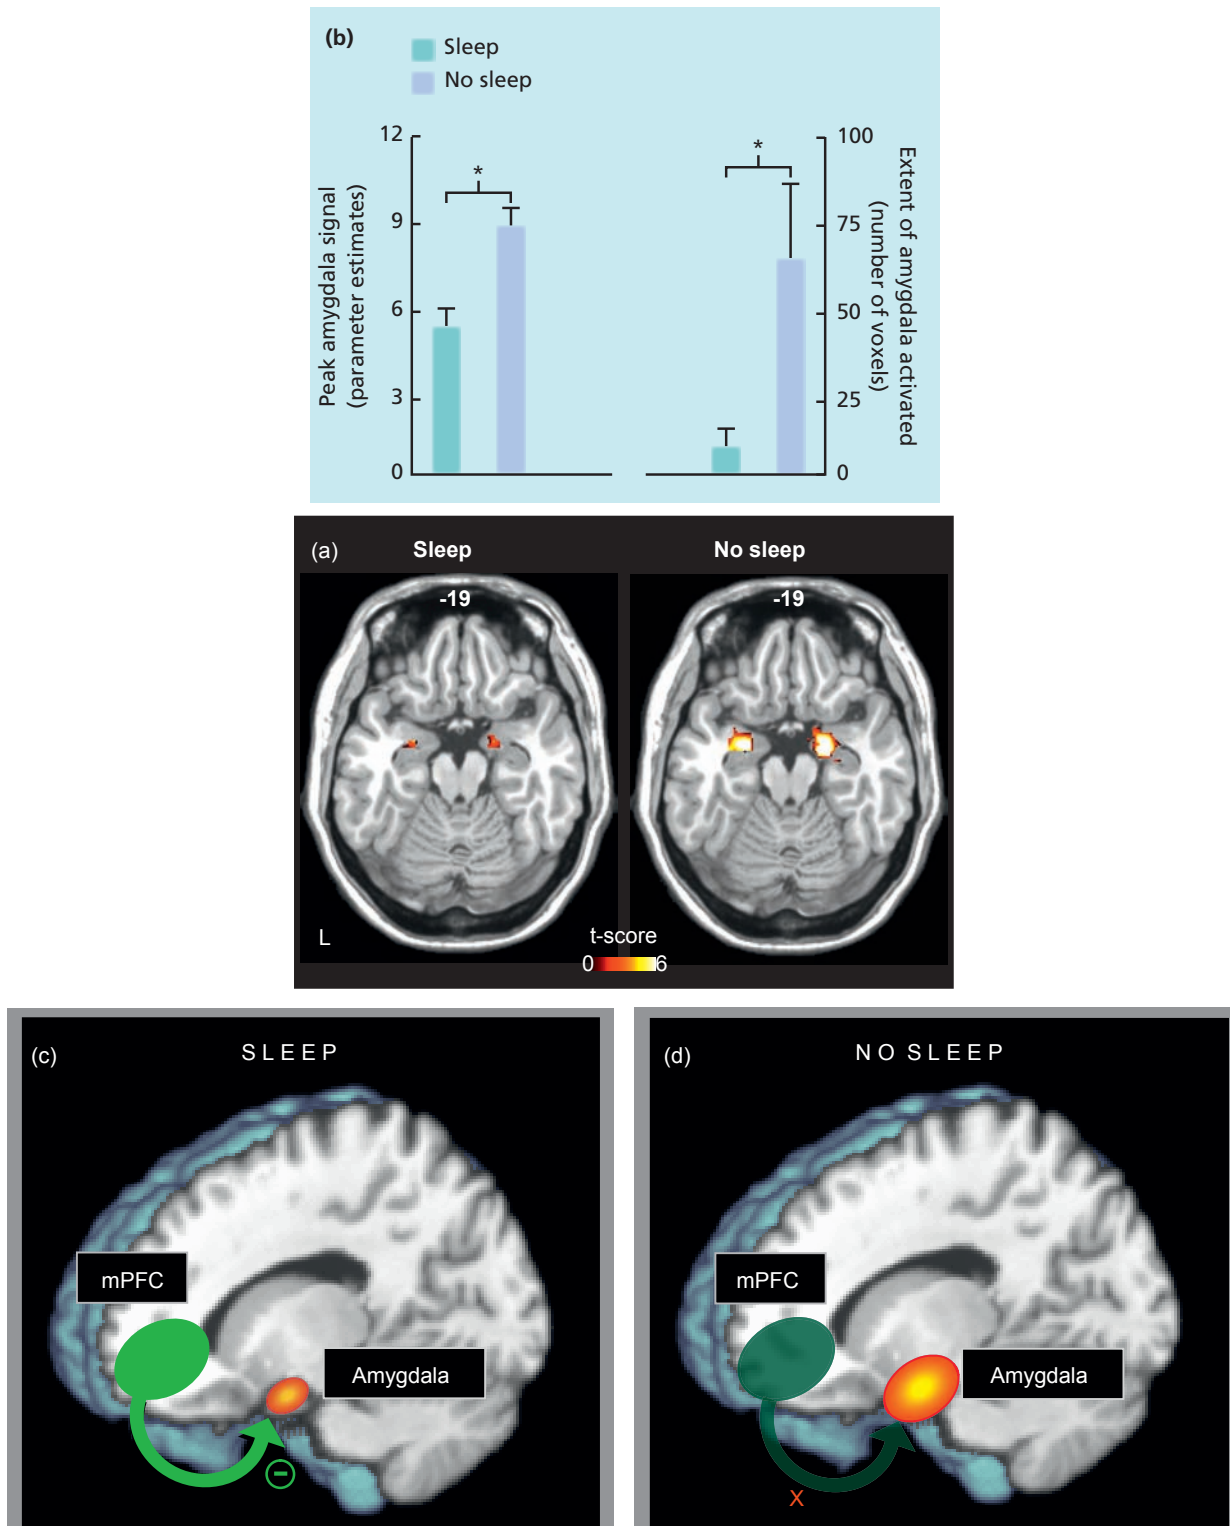 (b)
Sleep
No sleep
Peak amygdala signal
(parameter estimates)
12
9
6
3
0
*
*
100
75
50
25
0
Extent of amygdala activated
(number of voxels)
(a)
Sleep
No sleep
-19
-19
L
t-score
0
6
(c)
SLEEP
mPFC
Amygdala
(d)
NO SLEEP
mPFC
Amygdala
X